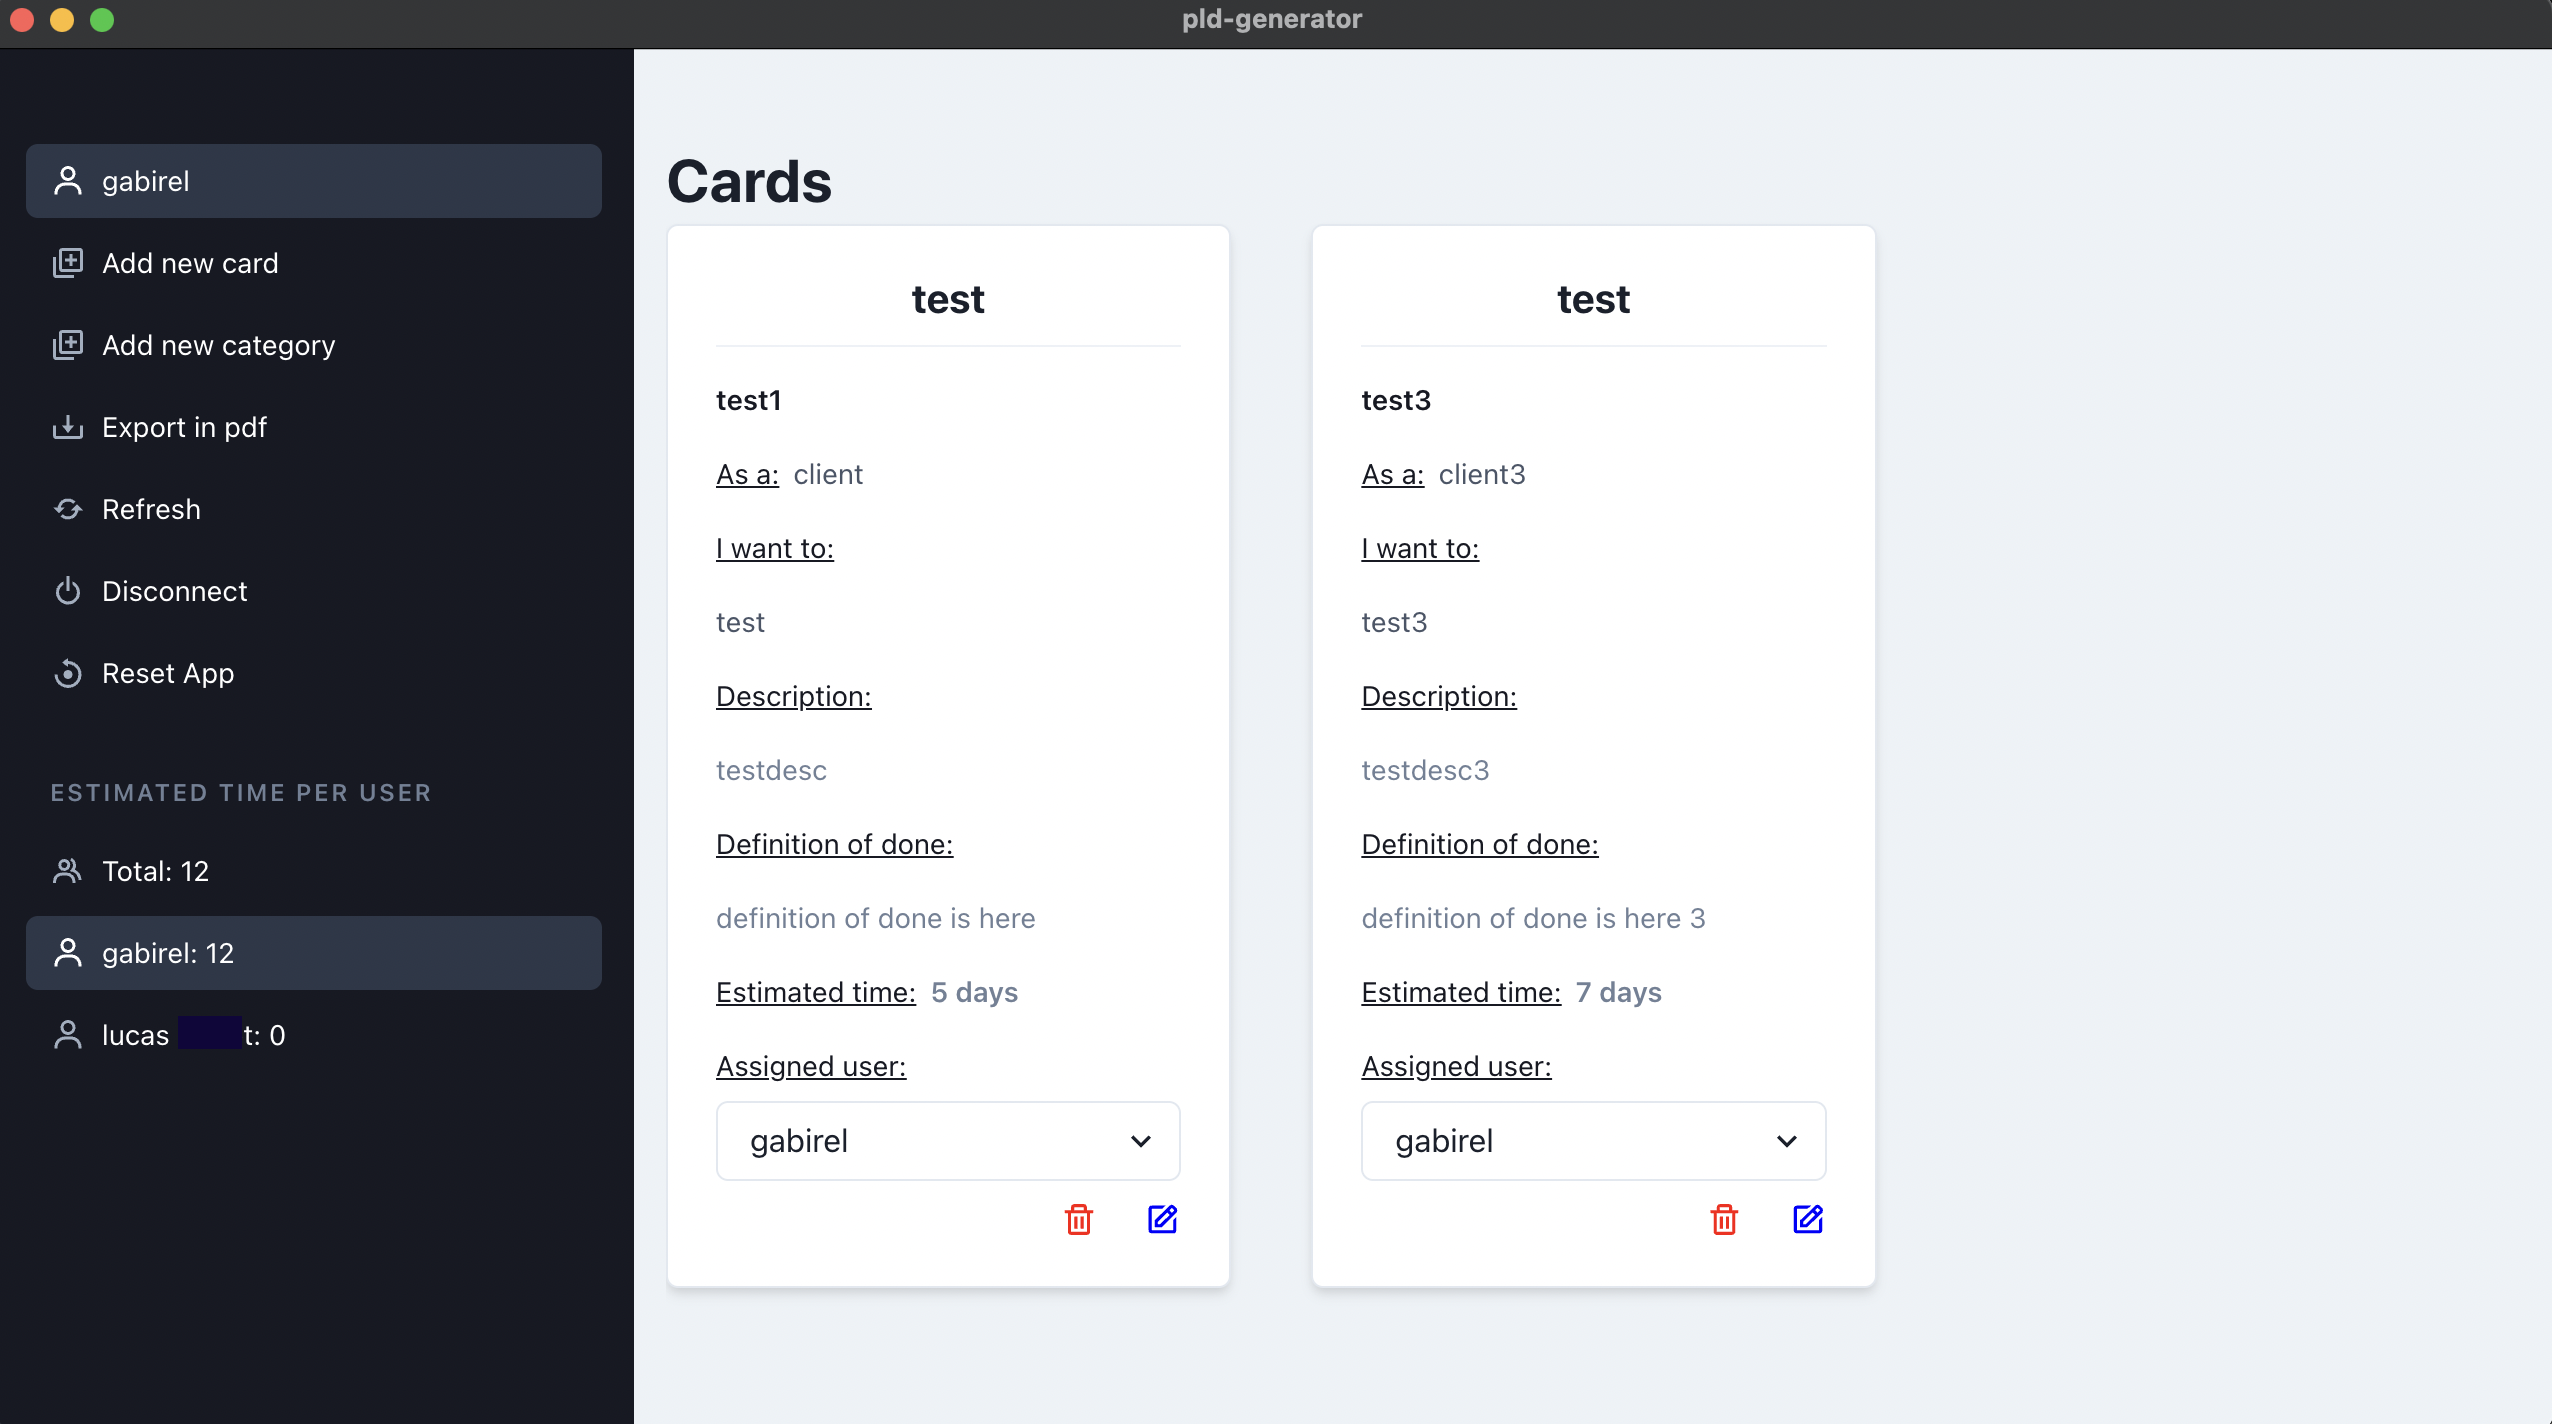 pld-generator
gabirel
Add new card
Add new category
Export in pdf
Refresh
Disconnect
Reset App
ESTIMATED TIME PER USER
Total: 12
gabirel: 12
lucas t: 0
Cards
test
test1
As a: client
I want to:
test
Description:
testdesc
Definition of done:
definition of done is here
Estimated time: 5 days
Assigned user:
gabirel
test
test3
As a: client3
I want to:
test3
Description:
testdesc3
Definition of done:
definition of done is here 3
Estimated time: 7 days
Assigned user:
gabirel